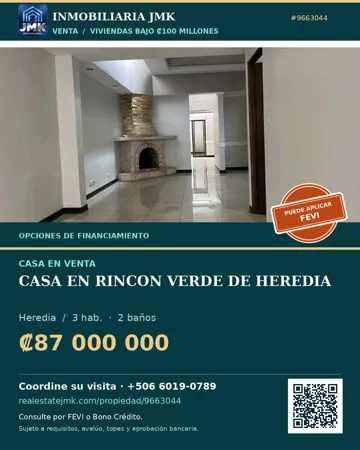 JMK
INMOBILIARIA JMK
#9663044
VENTA / VIVIENDAS BAJO ₡100 MILLONES
PUEDE APLICAR
FEVI
OPCIONES DE FINANCIAMIENTO
CASA EN VENTA
CASA EN RINCON VERDE DE HEREDIA
Heredia / 3 hab. · 2 baños
₡87 000 000
Coordine su visita · +506 6019-0789
realestatejmk.com/propiedad/9663044
Consulte por FEVI o Bono Crédito.
Sujeto a requisitos, avalúo, topes y aprobación bancaria.